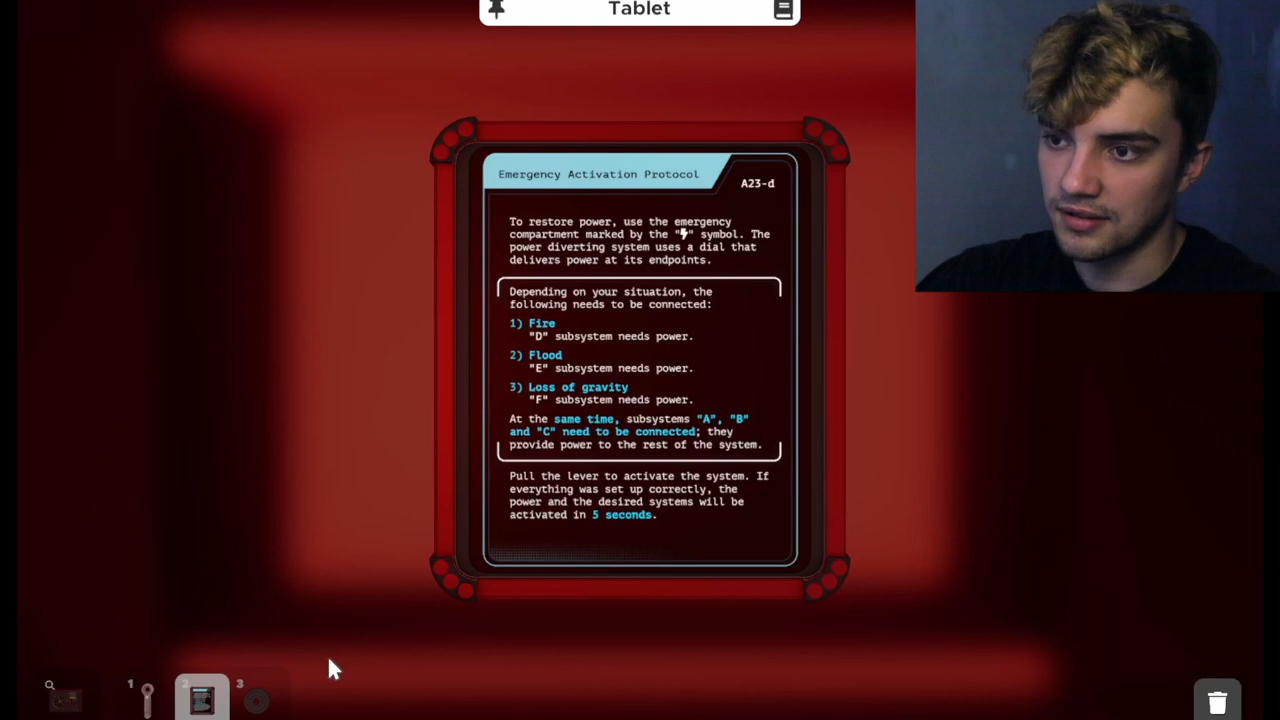 Tablet
Emergency Activation Protocol
A23-d
To restore power, use the emergency
compartment marked by the "⚡" symbol. The
power diverting system uses a dial that
delivers power at its endpoints.
Depending on your situation, the
following needs to be connected:
1) Fire
"D" subsystem needs power.
2) Flood
"E" subsystem needs power.
3) Loss of gravity
"F" subsystem needs power.
At the same time, subsystems "A", "B"
and "C" need to be connected; they
provide power to the rest of the system.
Pull the lever to activate the system. If
everything was set up correctly, the
power and the desired systems will be
activated in 5 seconds.
1 2 3